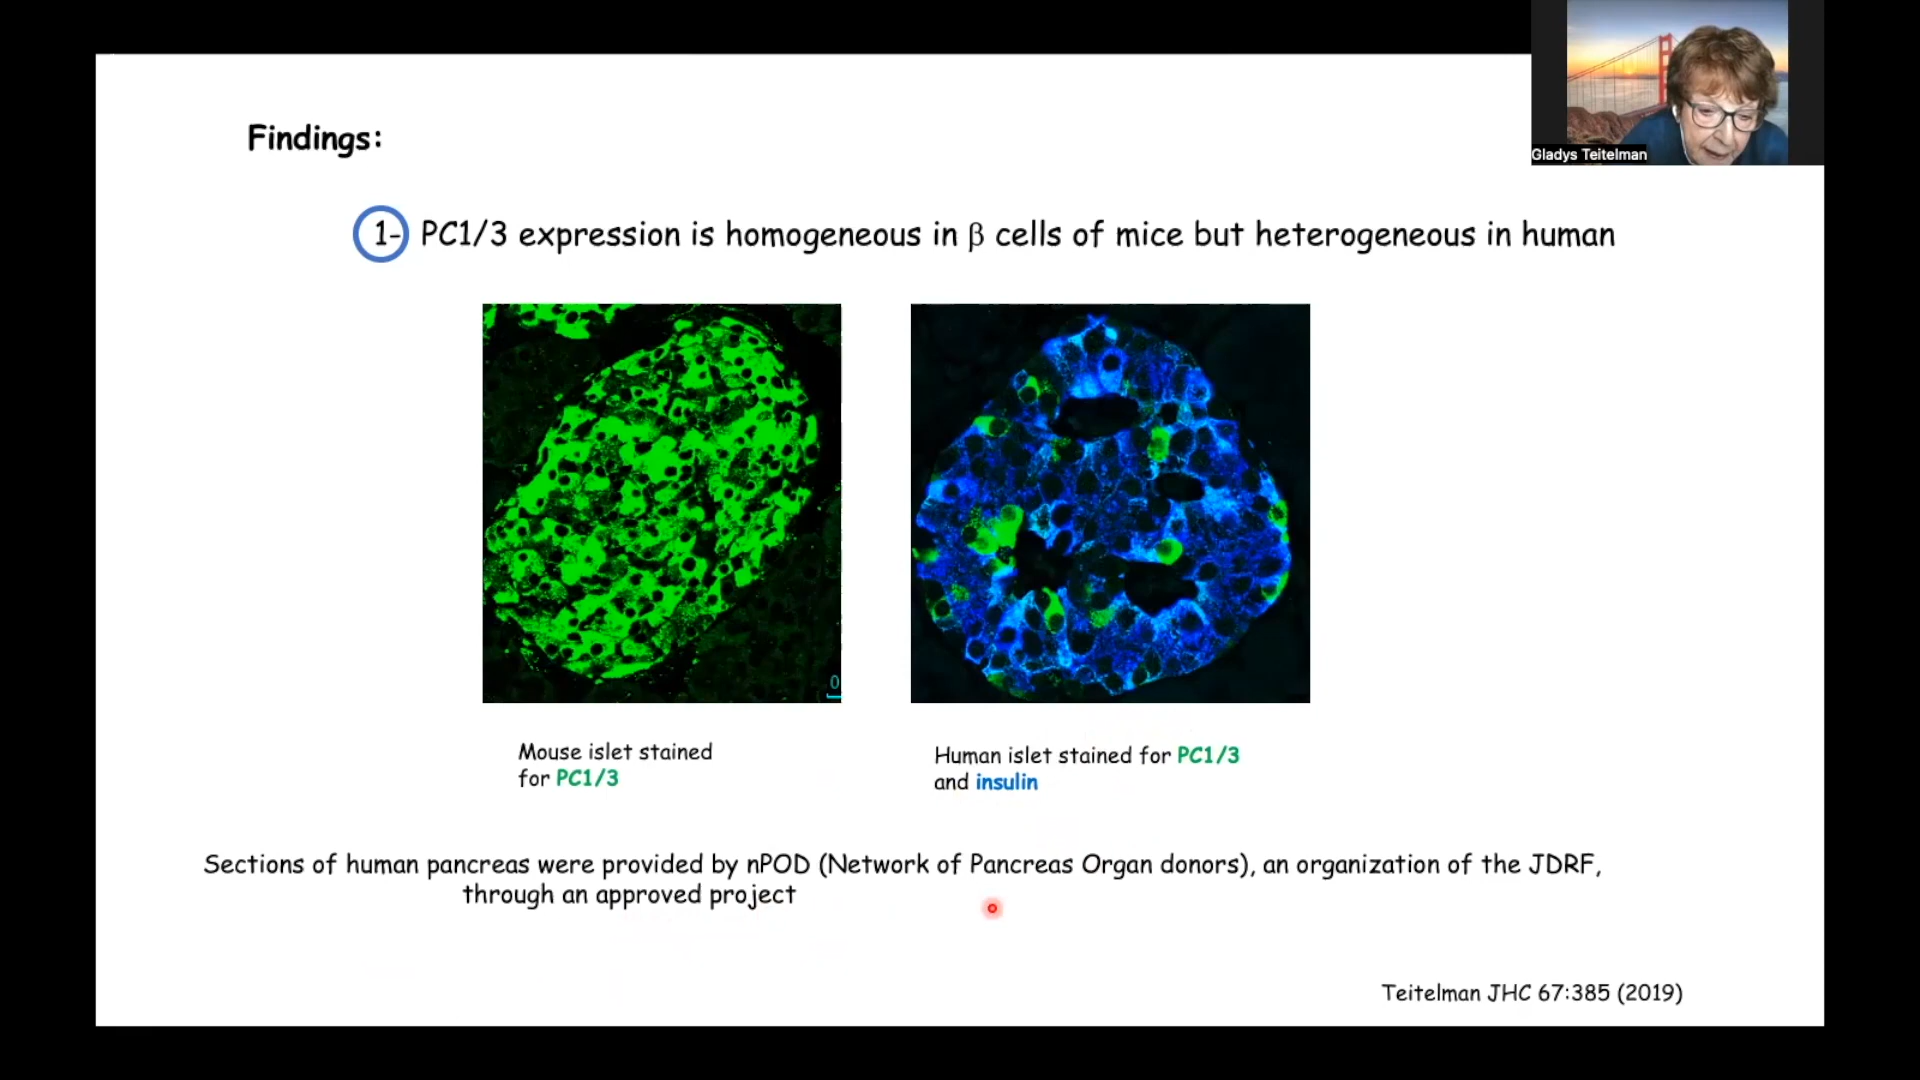 Gladys Teitelman
Findings:
1- PC1/3 expression is homogeneous in β cells of mice but heterogeneous in human
0
Mouse islet stained
for PC1/3
Human islet stained for PC1/3
and insulin
Sections of human pancreas were provided by nPOD (Network of Pancreas Organ donors), an organization of the JDRF,
through an approved project
Teitelman JHC 67:385 (2019)